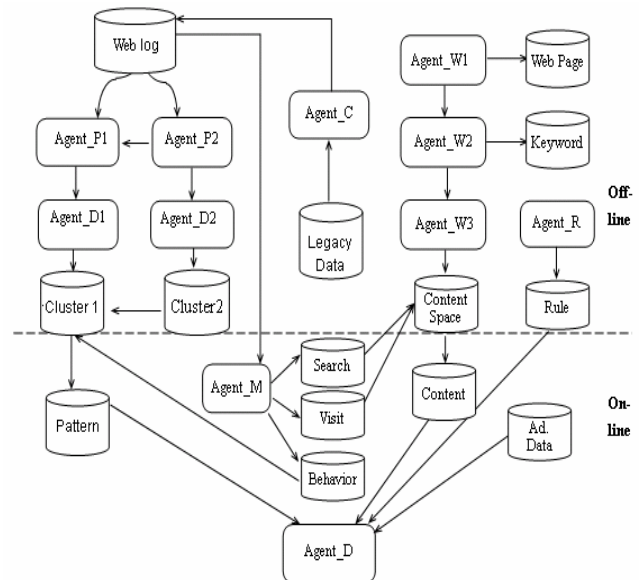 Web log
Agent_W1
Web Page
Agent_C
Agent_P1
Agent_P2
Agent_W2
Keyword
Off-
line
Agent_D1
Agent_D2
Legacy
Data
Agent_W3
Agent_R
Cluster 1
Cluster2
Content
Space
Rule
Search
Agent_M
Content
Visit
Pattern
On-
line
Ad.
Data
Behavior
Agent_D